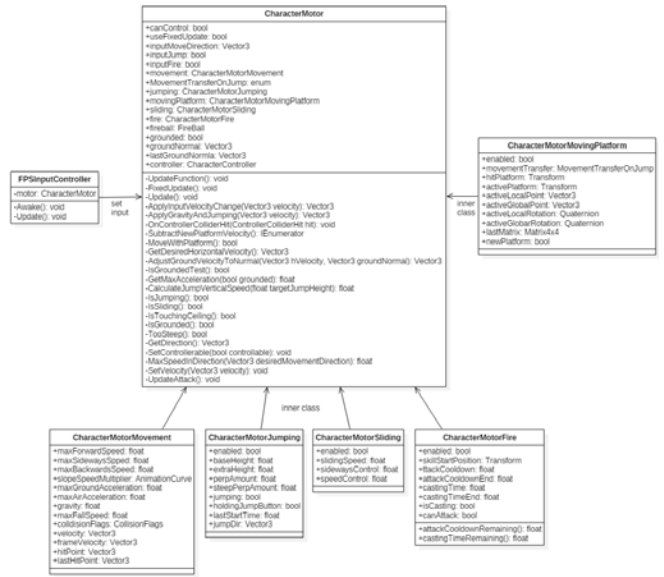 CharacterMotor
+canControl: bool
+useFixedUpdate: bool
+inputMoveDirection: Vector3
+inputJump: bool
+inputFire: bool
+movement: CharacterMotorMovement
+MovementTransferOnJump: enum
+jumping: CharacterMotorJumping
+movingPlatform: CharacterMotorMovingPlatform
+sliding: CharacterMotorSliding
+fire: CharacterMotorFire
+fireball: FireBall
+grounded: bool
+groundNormal: Vector3
+lastGroundNormla: Vector3
+controller: CharacterController
-UpdateFunction(): void
-FixedUpdate(): void
-Update(): void
-ApplyInputVelocityChange(Vector3 velocity): Vector3
-ApplyGravityAndJumping(Vector3 velocity): Vector3
-OnControllerColliderHit(ControllerColliderHit hit): void
-SubtractNewPlatformVelocity(): IEnumerator
-MoveWithPlatform(): bool
-GetDesiredHorizontalVelocity(): Vector3
-AdjustGroundVelocityToNurmal(Vector3 hVelocity, Vector3 groundNormal): Vector3
-IsGroundedTest(): bool
-GetMaxAcceleration(bool grounded): float
-CalculateJumpVerticalSpeed(float targetJumpHeight): float
-IsJumping(): bool
-IsSliding(): bool
-IsTouchingCeiling(): bool
-IsGrounded(): bool
-TooSteep(): bool
-GetDirection(): Vector3
-SetControllerable(bool controllable): void
-MaxSpeedInDirection(Vector3 desiredMovementDirection): float
-SetVelocity(Vector3 velocity): void
-UpdateAttack(): void
FPSInputController
-motor: CharacterMotor
-Awake(): void
-Update(): void
set
input
CharacterMotorMovingPlatform
+enabled: bool
+movementTransfer: MovementTransferOnJump
+hitPlatform: Transform
+activePlatform: Transform
+activeLocalPoint: Vector3
+activeGlobalPoint: Vector3
+activeLocalRotation: Quaternion
+activeGlobarRotation: Quaternion
+lastMatrix: Matrix4x4
+newPlatform: bool
inner
class
inner class
CharacterMotorMovement
+maxForwardSpeed: float
+maxSidewaysSpped: float
+maxBackwardsSpeed: float
+slopeSpeedMultiplier: AnimationCurve
+maxGroundAcceleration: float
+maxAirAcceleration: float
+gravity: float
+maxFallSpeed: float
+collidisionFlags: CollisionFlags
+velocity: Vector3
+frameVelocity: Vector3
+hitPoint: Vector3
+lastHitPoint: Vector3
CharacterMotorJumping
+enabled: bool
+baseHeight: float
+extraHeight: float
+perpAmount: float
+steepPerpAmount: float
+jumping: bool
+holdingJumpButton: bool
+lastStartTime: float
+jumpDir: Vector3
CharacterMotorSliding
+enabled: bool
+slidingSpeed: float
+sidewaysControl: float
+speedControl: float
CharacterMotorFire
+enabled: bool
+skillStartPosition: Transform
+ttackCooldown: float
+attackCooldownEnd: float
+castingTime: float
+castingTimeEnd: float
+isCasting: bool
+canAttack: bool
+attackCooldownRemaining(): float
+castingTimeRemaining(): float